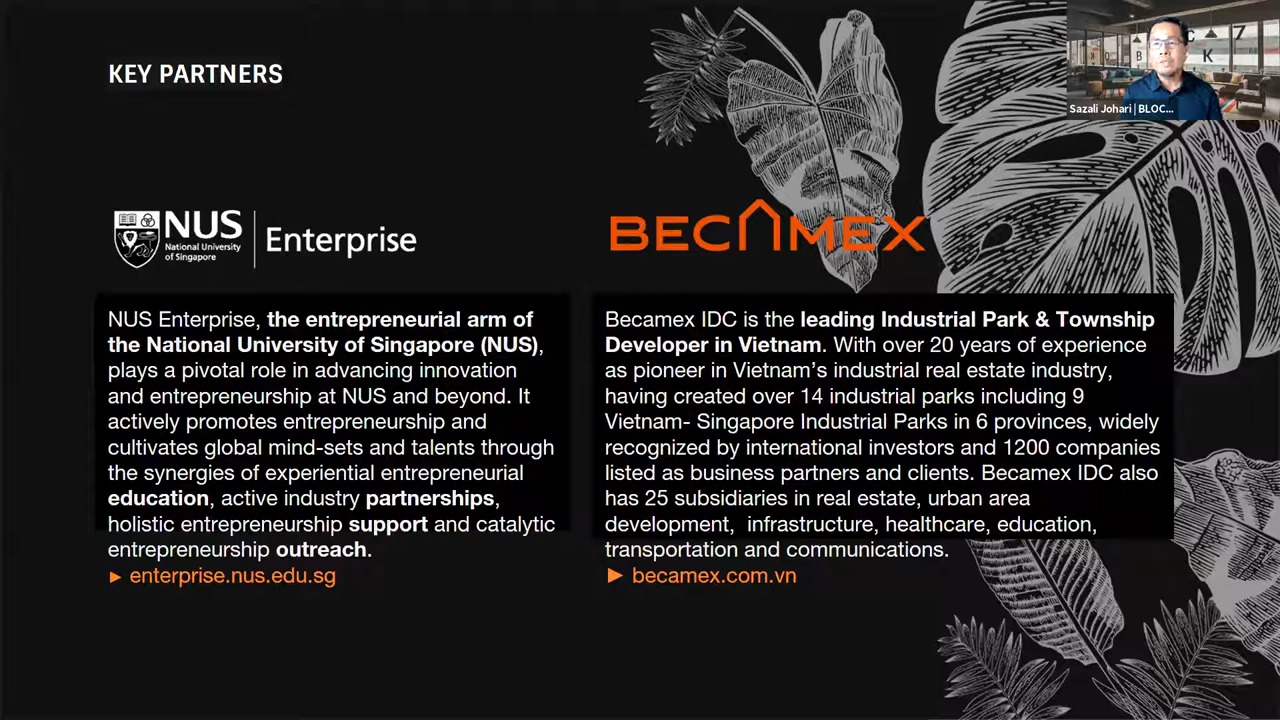 KEY PARTNERS
Sazali Johari | BLOC...
C 7
K
NUS
National University
of Singapore
Enterprise
BECAMEX
NUS Enterprise, the entrepreneurial arm of
the National University of Singapore (NUS),
plays a pivotal role in advancing innovation
and entrepreneurship at NUS and beyond. It
actively promotes entrepreneurship and
cultivates global mind-sets and talents through
the synergies of experiential entrepreneurial
education, active industry partnerships,
holistic entrepreneurship support and catalytic
entrepreneurship outreach.
► enterprise.nus.edu.sg
Becamex IDC is the leading Industrial Park & Township
Developer in Vietnam. With over 20 years of experience
as pioneer in Vietnam’s industrial real estate industry,
having created over 14 industrial parks including 9
Vietnam- Singapore Industrial Parks in 6 provinces, widely
recognized by international investors and 1200 companies
listed as business partners and clients. Becamex IDC also
has 25 subsidiaries in real estate, urban area
development,  infrastructure, healthcare, education,
transportation and communications.
► becamex.com.vn